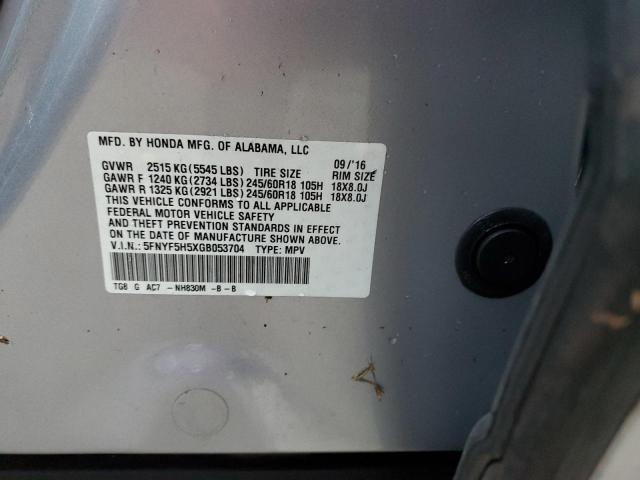 MFD. BY HONDA MFG. OF ALABAMA, LLC 09/'16
GVWR 2515 KG(5545 LBS) TIRE SIZE RIM SIZE
GAWR F 1240 KG(2734 LBS) 245/60R18 105H 18X8.0J
GAWR R 1325 KG(2921 LBS) 245/60R18 105H 18X8.0J
THIS VEHICLE CONFORMS TO ALL APPLICABLE
FEDERAL MOTOR VEHICLE SAFETY
AND THEFT PREVENTION STANDARDS IN EFFECT
ON THE DATE OF MANUFACTURE SHOWN ABOVE.
V.I.N.: 5FNYF5H5XGB053704 TYPE: MPV
TG8 G AC7 -NH830M -B-B